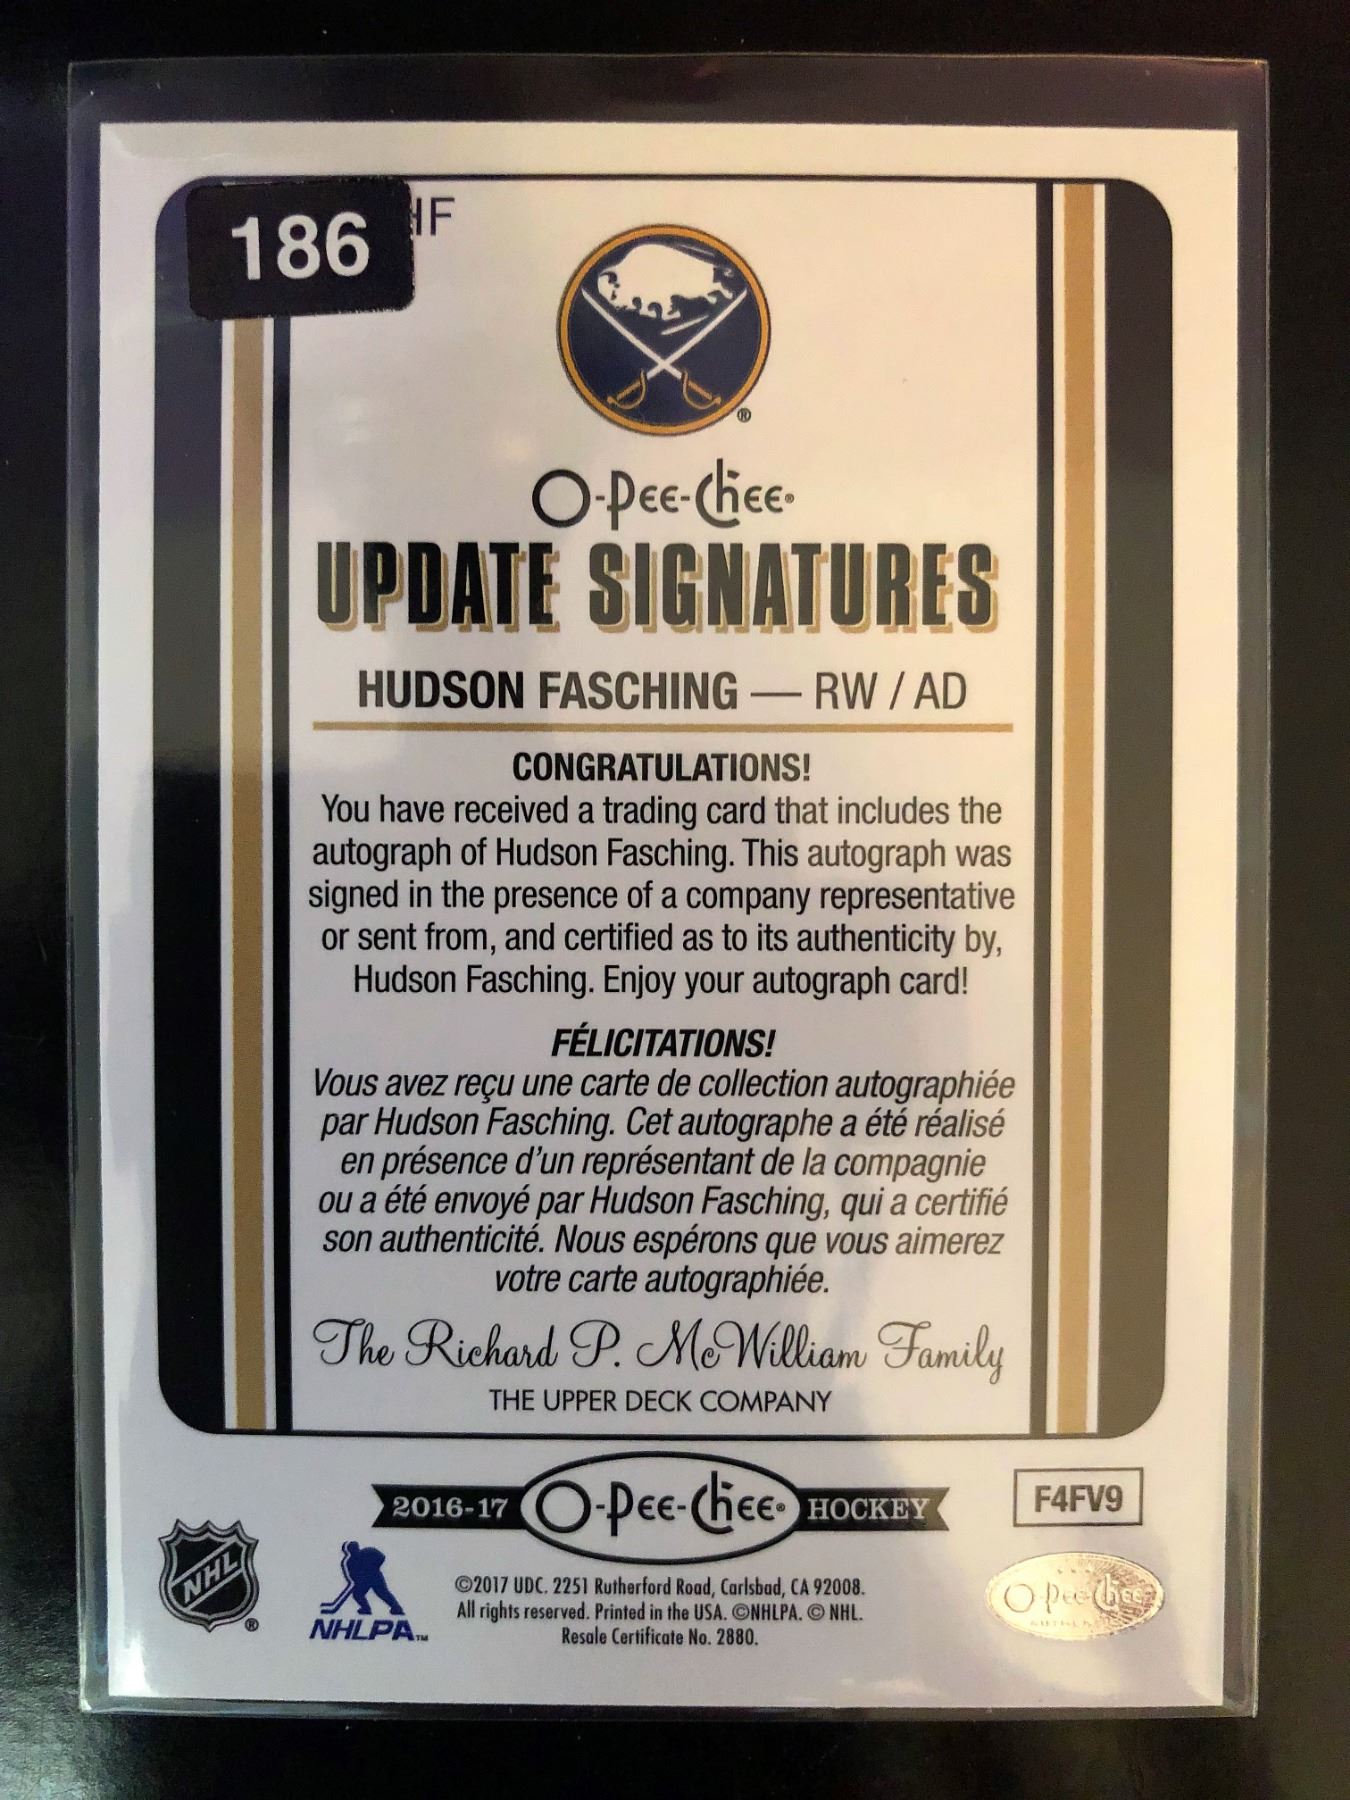 186
HF
®
O-Pee-Chee®
UPDATE SIGNATURES
HUDSON FASCHING — RW / AD
CONGRATULATIONS!
You have received a trading card that includes the
autograph of Hudson Fasching. This autograph was
signed in the presence of a company representative
or sent from, and certified as to its authenticity by,
Hudson Fasching. Enjoy your autograph card!
FÉLICITATIONS!
Vous avez reçu une carte de collection autographiée
par Hudson Fasching. Cet autographe a été réalisé
en présence d'un représentant de la compagnie
ou a été envoyé par Hudson Fasching, qui a certifié
son authenticité. Nous espérons que vous aimerez
votre carte autographiée.
The Richard P. McWilliam Family
THE UPPER DECK COMPANY
2016-17 O-Pee-Chee® HOCKEY
F4FV9
NHL®
NHLPA™
©2017 UDC. 2251 Rutherford Road, Carlsbad, CA 92008.
All rights reserved. Printed in the USA. ©NHLPA. © NHL.
Resale Certificate No. 2880.
O-Pee-Chee